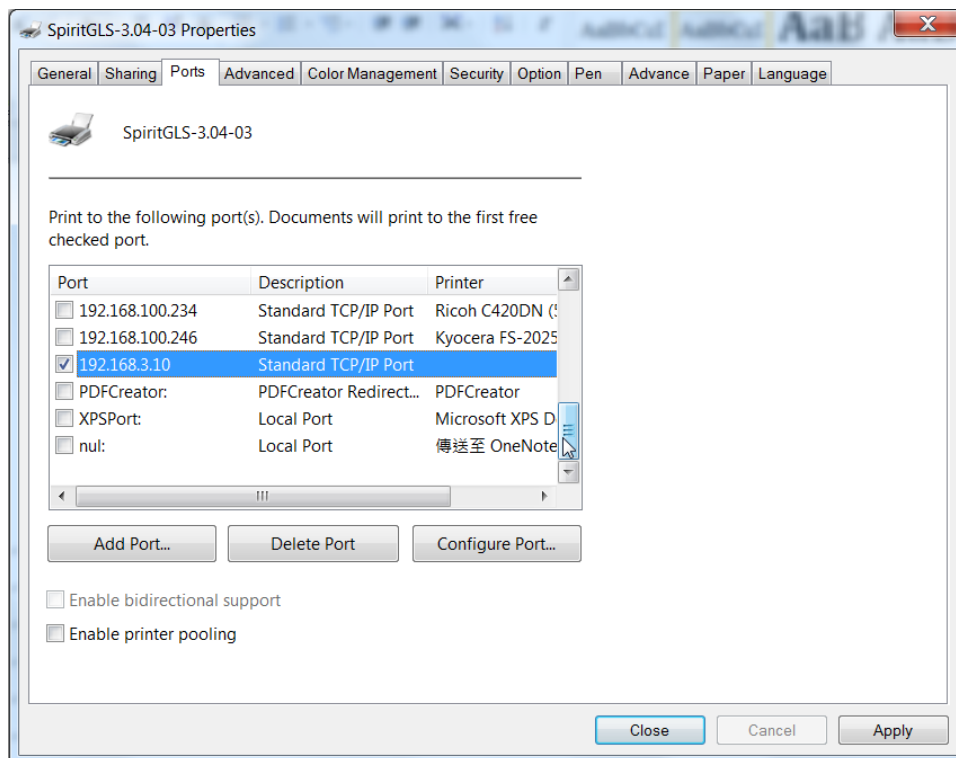 SpiritGLS-3.04-03 Properties
General Sharing Ports Advanced Color Management Security Option Pen Advance Paper Language
SpiritGLS-3.04-03
Print to the following port(s). Documents will print to the first free
checked port.
Port Description Printer
192.168.100.234 Standard TCP/IP Port Ricoh C420DN (
192.168.100.246 Standard TCP/IP Port Kyocera FS-2025
192.168.3.10 Standard TCP/IP Port
PDFCreator: PDFCreator Redirect... PDFCreator
XPSPort: Local Port Microsoft XPS D
nul: Local Port 傳送至 OneNote
Add Port... Delete Port Configure Port...
Enable bidirectional support
Enable printer pooling
Close Cancel Apply